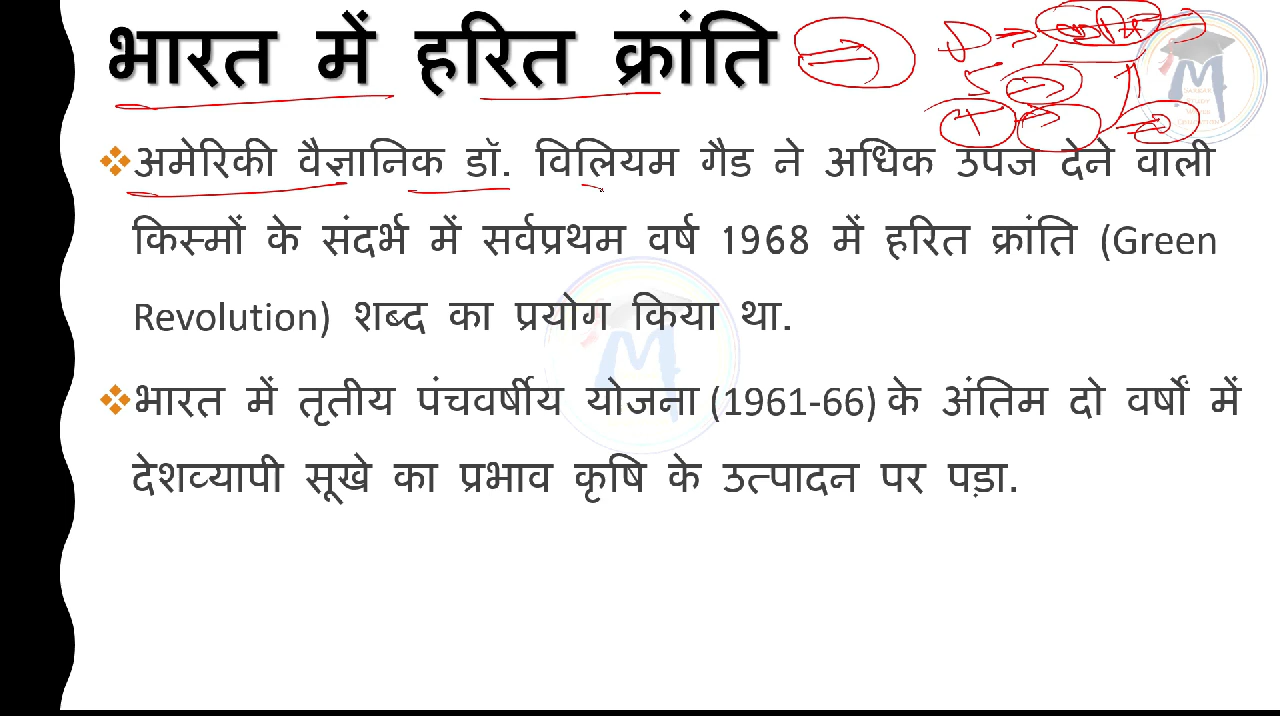 भारत में हरित क्रांति
❖अमेरिकी वैज्ञानिक डॉ. विलियम गैड ने अधिक उपज देने वाली
किस्मों के संदर्भ में सर्वप्रथम वर्ष 1968 में हरित क्रांति (Green
Revolution) शब्द का प्रयोग किया था.
❖भारत में तृतीय पंचवर्षीय योजना (1961-66) के अंतिम दो वर्षों में
देशव्यापी सूखे का प्रभाव कृषि के उत्पादन पर पड़ा.